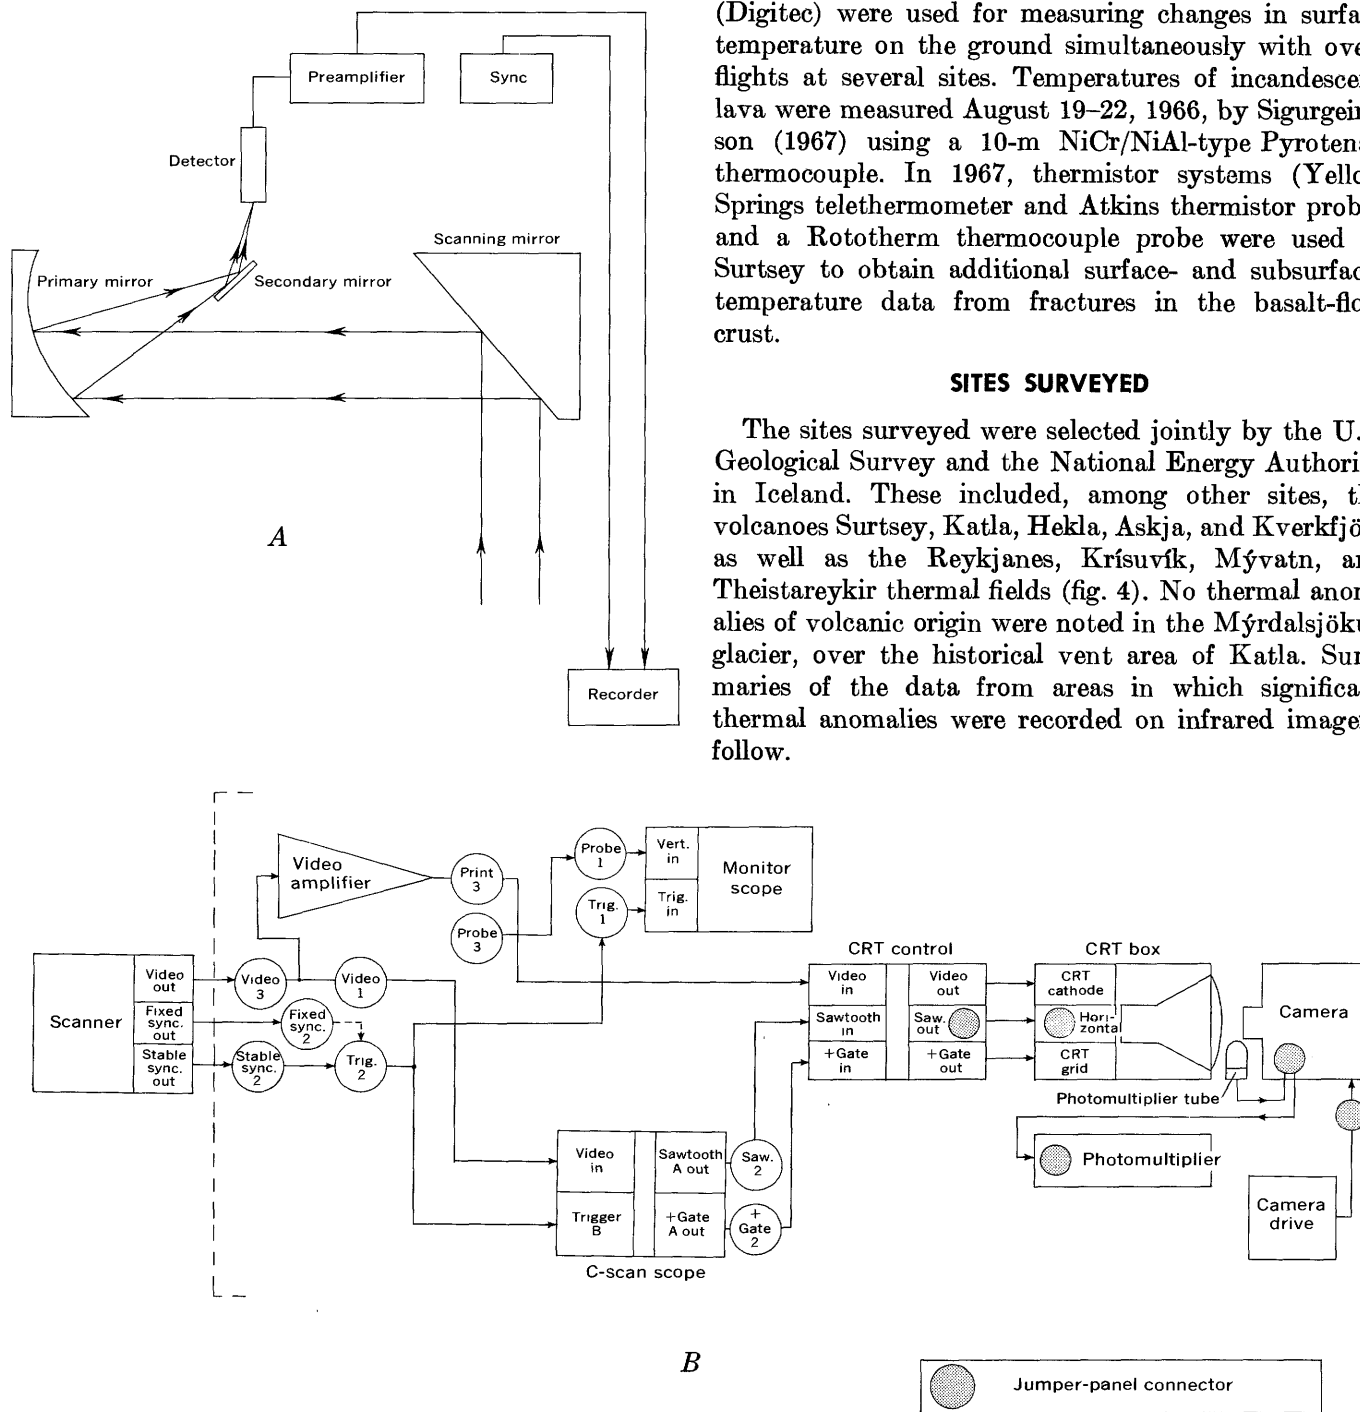 Preamplifier
Sync
Detector
Scanning mirror
Primary mirror
Secondary mirror
A
Recorder
(Digitec) were used for measuring changes in surfa
temperature on the ground simultaneously with ove
flights at several sites. Temperatures of incandesce
lava were measured August 19–22, 1966, by Sigurgei
son (1967) using a 10-m NiCr/NiAl-type Pyroten
thermocouple. In 1967, thermistor systems (Yello
Springs telethermometer and Atkins thermistor prob
and a Rototherm thermocouple probe were used
Surtsey to obtain additional surface- and subsurfac
temperature data from fractures in the basalt-flo
crust.
SITES SURVEYED
The sites surveyed were selected jointly by the U.
Geological Survey and the National Energy Authori
in Iceland. These included, among other sites, th
volcanoes Surtsey, Katla, Hekla, Askja, and Kverkfjö
as well as the Reykjanes, Krísuvík, Mývatn, an
Theistareykir thermal fields (fig. 4). No thermal anom
alies of volcanic origin were noted in the Mýrdalsjöku
glacier, over the historical vent area of Katla. Sum
maries of the data from areas in which significa
thermal anomalies were recorded on infrared image
follow.
Video
amplifier
Print
3
Probe
3
Probe
1
Trig.
1
Vert.
in
Trig.
in
Monitor
scope
Scanner
Video
out
Fixed
sync.
out
Stable
sync.
out
Video
3
Video
1
Fixed
sync.
2
Stable
sync.
2
Trig.
2
Video
in
Trigger
B
Sawtooth
A out
+Gate
A out
Saw.
2
+
Gate
2
C-scan scope
CRT control
Video
in
Sawtooth
in
+Gate
in
Video
out
Saw.
out
+Gate
out
CRT box
CRT
cathode
Hori-
zontal
CRT
grid
Camera
Photomultiplier tube
Photomultiplier
Camera
drive
B
Jumper-panel connector